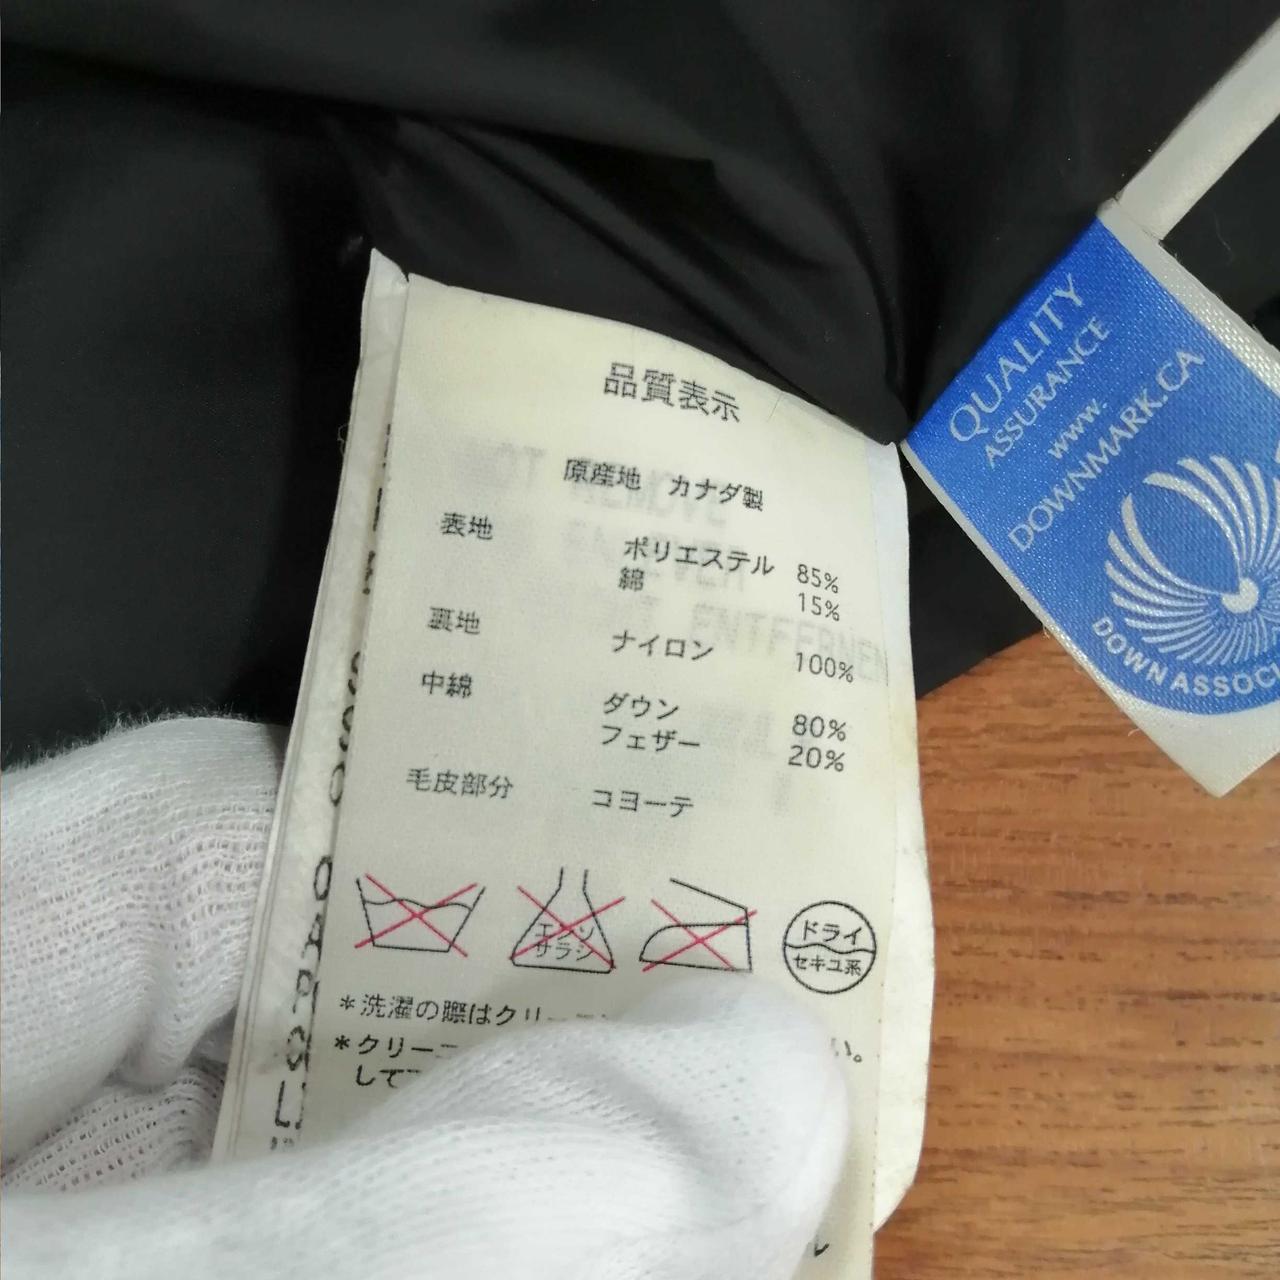 品質表示
原産地 カナダ製
表地 ポリエステル 85%
綿 15%
裏地 ナイロン 100%
中綿 ダウン 80%
フェザー 20%
毛皮部分 コヨーテ
エンソ
サラシ
ドライ
セキユ系
*洗濯の際はクリー
*クリー い。
して
QUALITY
ASSURANCE
www.
DOWNMARK.CA
DOWN ASSOCI